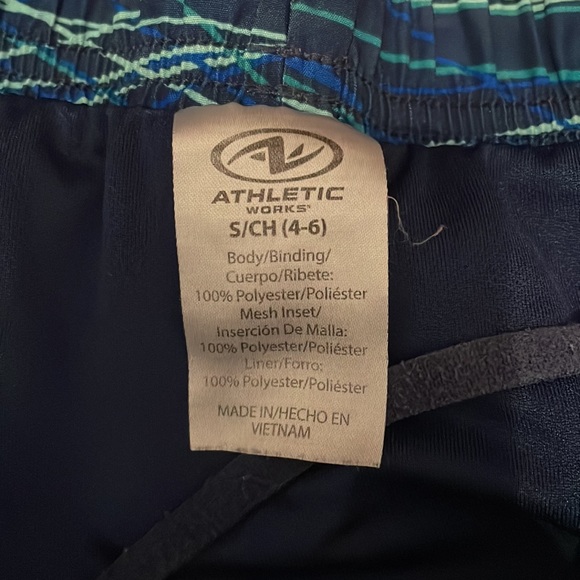 ATHLETIC
WORKS®
S/CH (4-6)
Body/Binding/
Cuerpo/Ribete:
100% Polyester/Poliéster
Mesh Inset/
Inserción De Malla:
100% Polyester/Poliéster
Liner/Forro:
100% Polyester/Poliéster
MADE IN/HECHO EN
VIETNAM